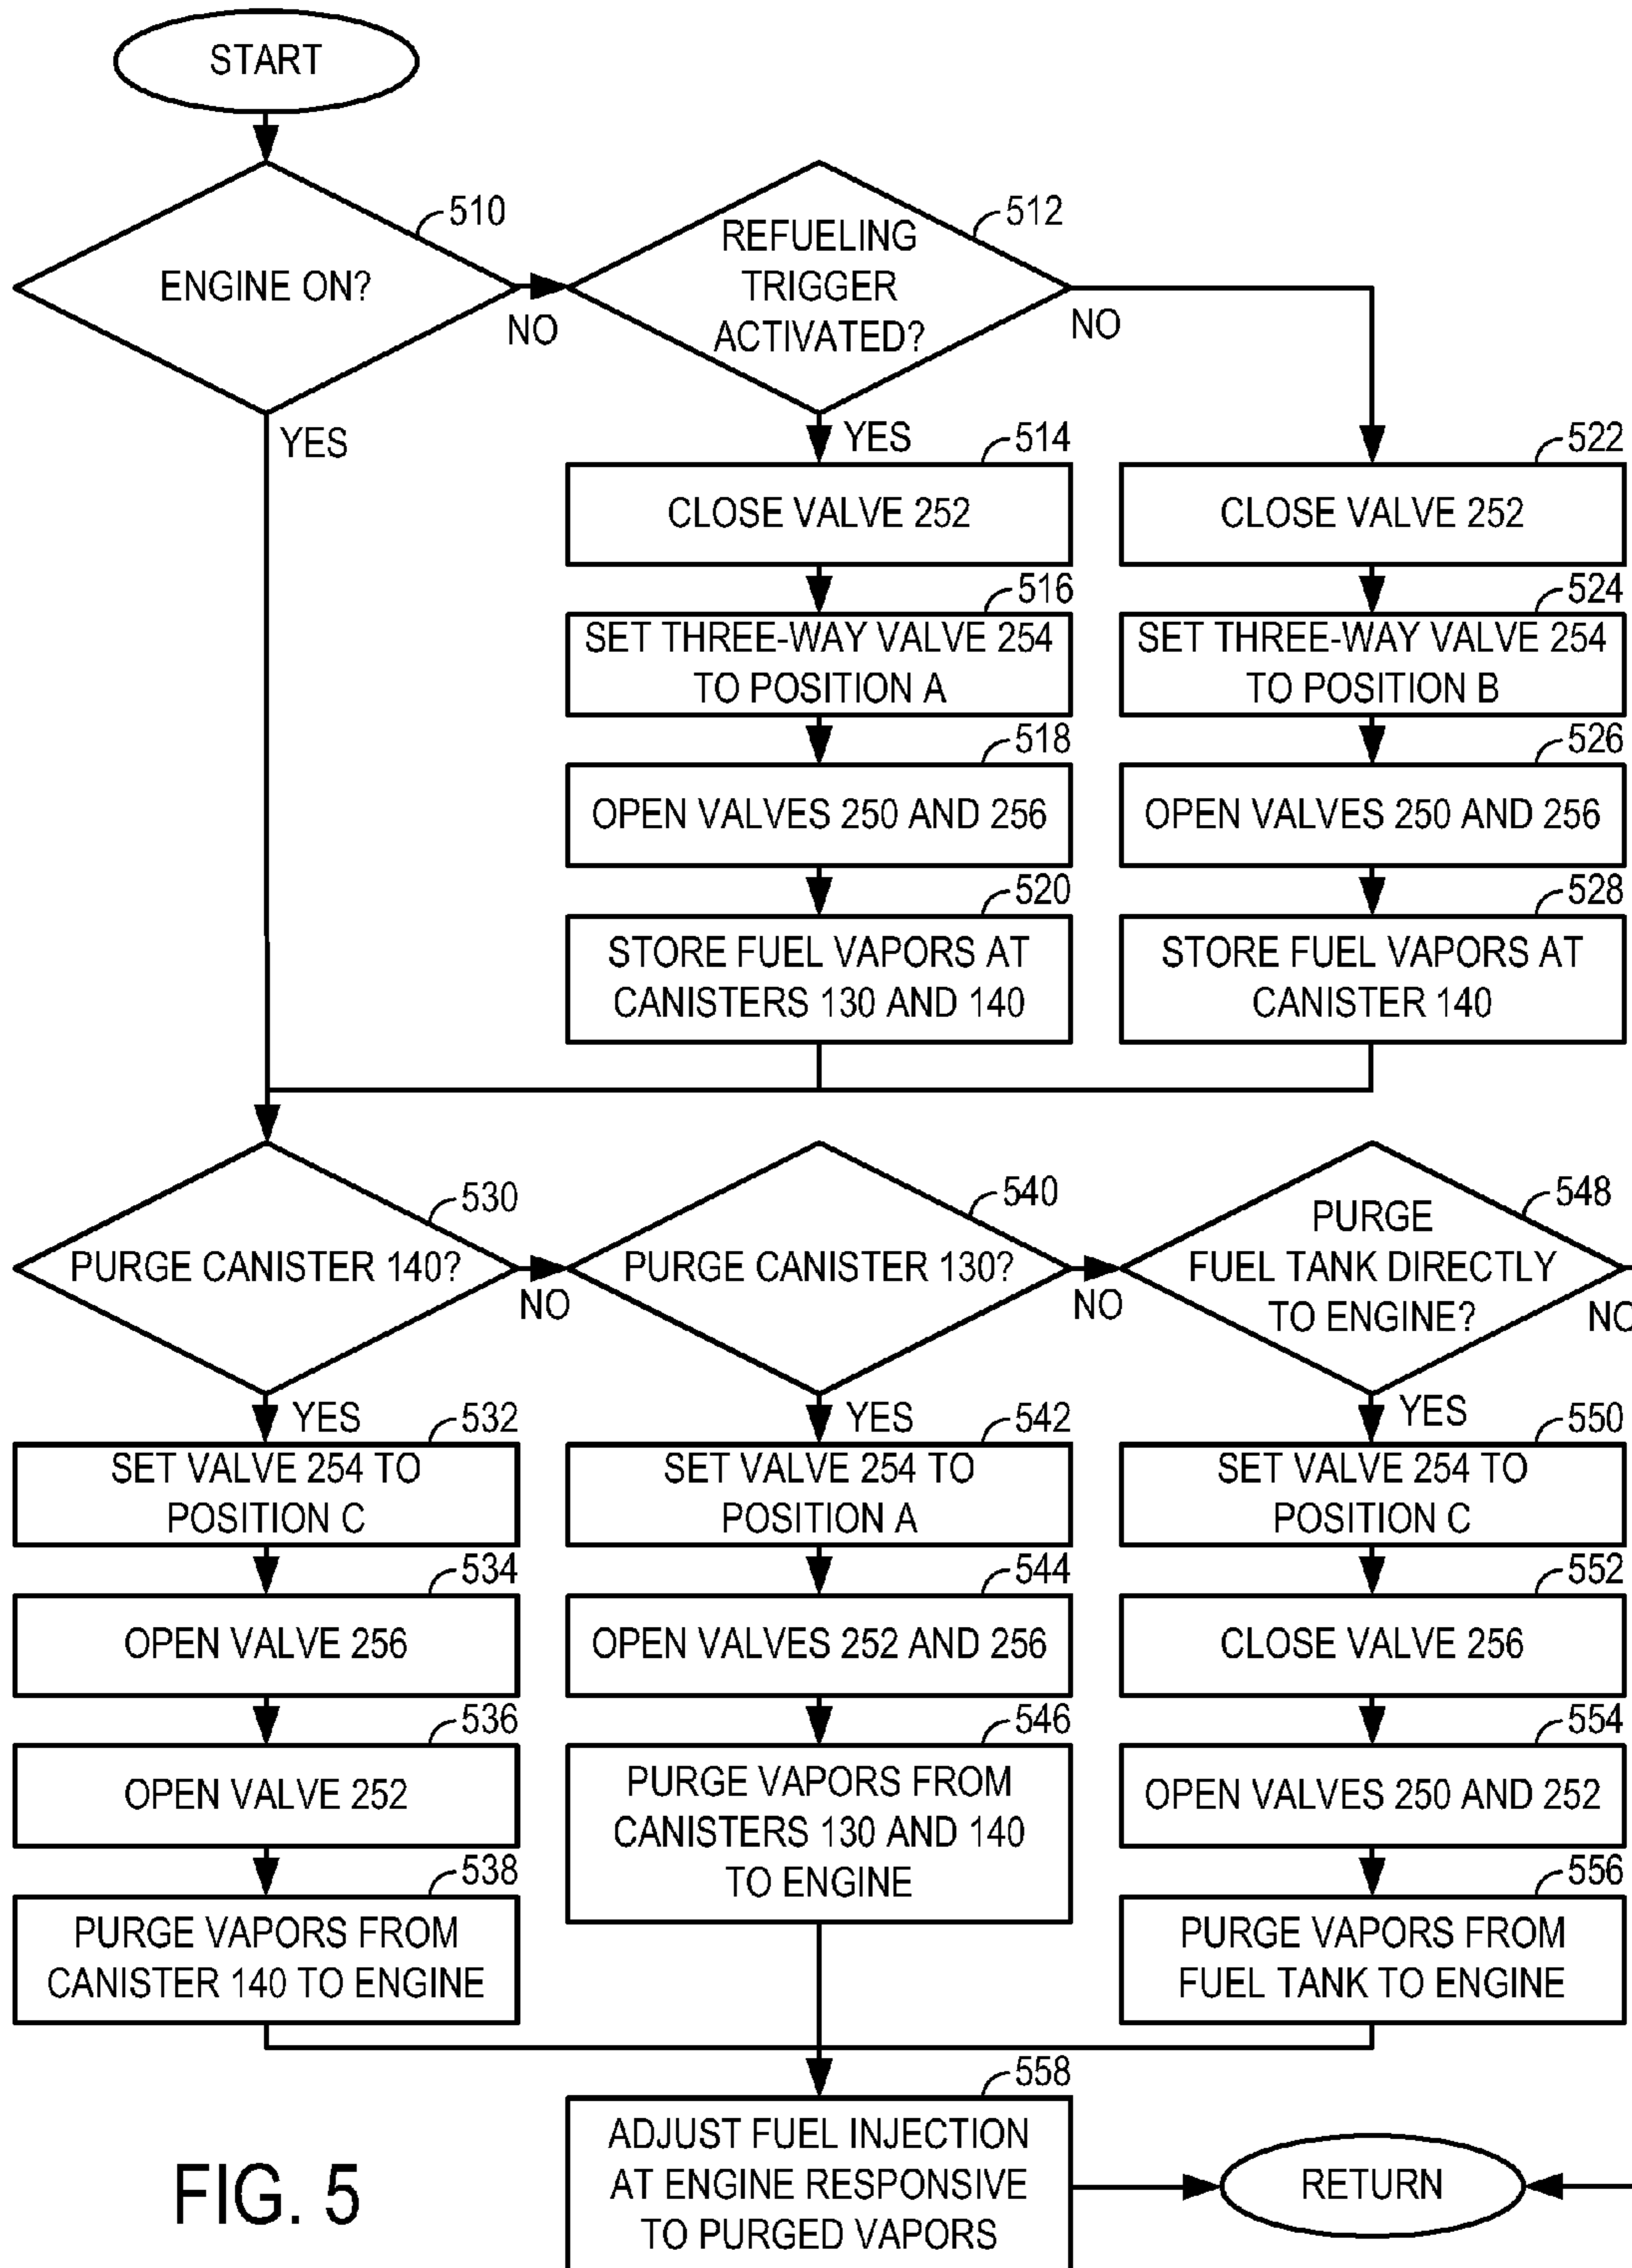 START
510
ENGINE ON?
NO
YES
512
REFUELING
TRIGGER
ACTIVATED?
NO
YES
514
CLOSE VALVE 252
516
SET THREE-WAY VALVE 254
TO POSITION A
518
OPEN VALVES 250 AND 256
520
STORE FUEL VAPORS AT
CANISTERS 130 AND 140
522
CLOSE VALVE 252
524
SET THREE-WAY VALVE 254
TO POSITION B
526
OPEN VALVES 250 AND 256
528
STORE FUEL VAPORS AT
CANISTER 140
530
PURGE CANISTER 140?
NO
YES
532
SET VALVE 254 TO
POSITION C
534
OPEN VALVE 256
536
OPEN VALVE 252
538
PURGE VAPORS FROM
CANISTER 140 TO ENGINE
540
PURGE CANISTER 130?
NO
YES
542
SET VALVE 254 TO
POSITION A
544
OPEN VALVES 252 AND 256
546
PURGE VAPORS FROM
CANISTERS 130 AND 140
TO ENGINE
548
PURGE
FUEL TANK DIRECTLY
TO ENGINE?
NO
YES
550
SET VALVE 254 TO
POSITION C
552
CLOSE VALVE 256
554
OPEN VALVES 250 AND 252
556
PURGE VAPORS FROM
FUEL TANK TO ENGINE
558
ADJUST FUEL INJECTION
AT ENGINE RESPONSIVE
TO PURGED VAPORS
RETURN
FIG. 5